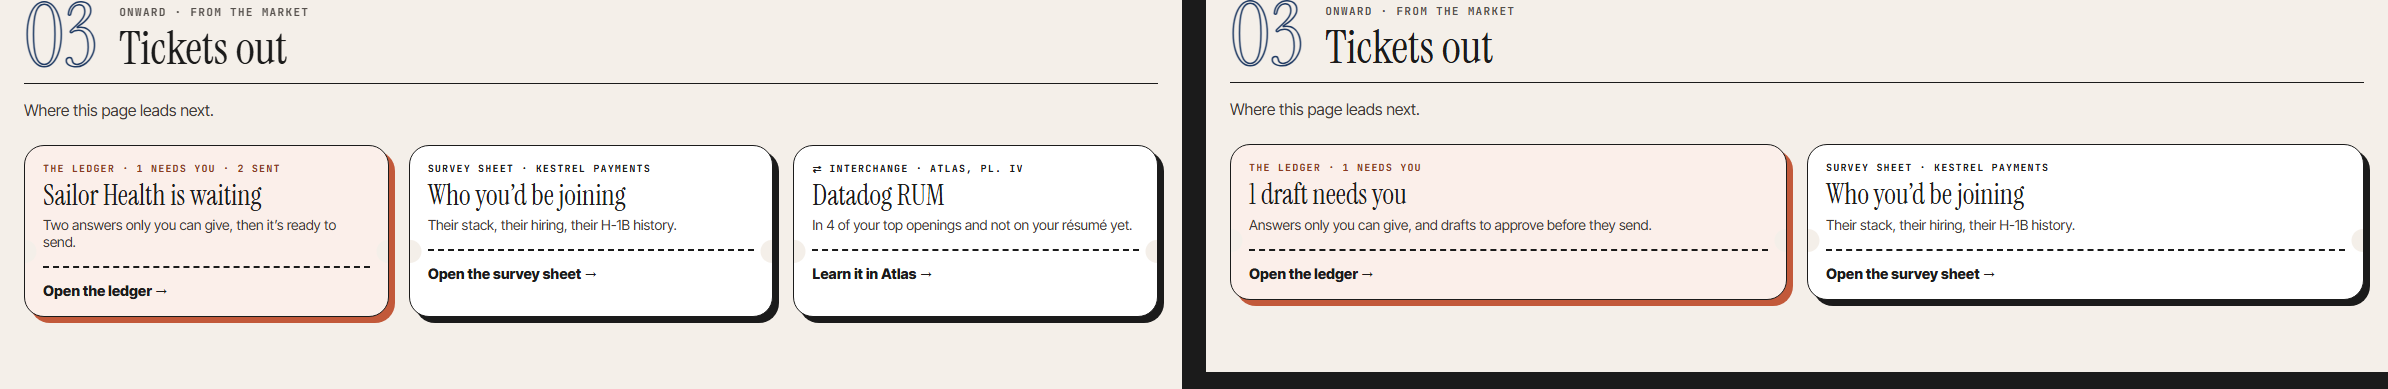 03
ONWARD · FROM THE MARKET
Tickets out
Where this page leads next.
THE LEDGER · 1 NEEDS YOU · 2 SENT
Sailor Health is waiting
Two answers only you can give, then it’s ready to
send.
Open the ledger →
SURVEY SHEET · KESTREL PAYMENTS
Who you’d be joining
Their stack, their hiring, their H-1B history.
Open the survey sheet →
⇄ INTERCHANGE · ATLAS, PL. IV
Datadog RUM
In 4 of your top openings and not on your résumé yet.
Learn it in Atlas →
03
ONWARD · FROM THE MARKET
Tickets out
Where this page leads next.
THE LEDGER · 1 NEEDS YOU
1 draft needs you
Answers only you can give, and drafts to approve before they send.
Open the ledger →
SURVEY SHEET · KESTREL PAYMENTS
Who you’d be joining
Their stack, their hiring, their H-1B history.
Open the survey sheet →